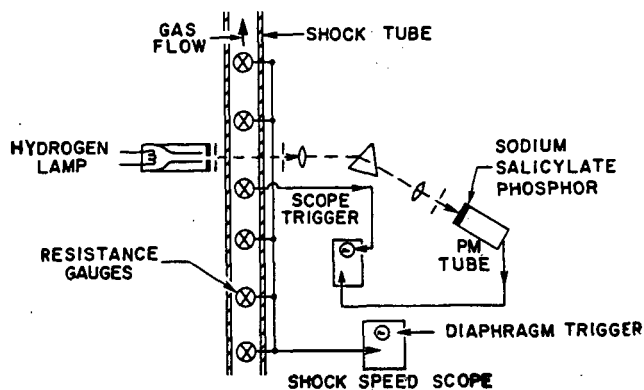 GAS
FLOW
SHOCK TUBE
HYDROGEN
LAMP
SODIUM
SALICYLATE
PHOSPHOR
SCOPE
TRIGGER
RESISTANCE
GAUGES
PM
TUBE
DIAPHRAGM TRIGGER
SHOCK SPEED SCOPE